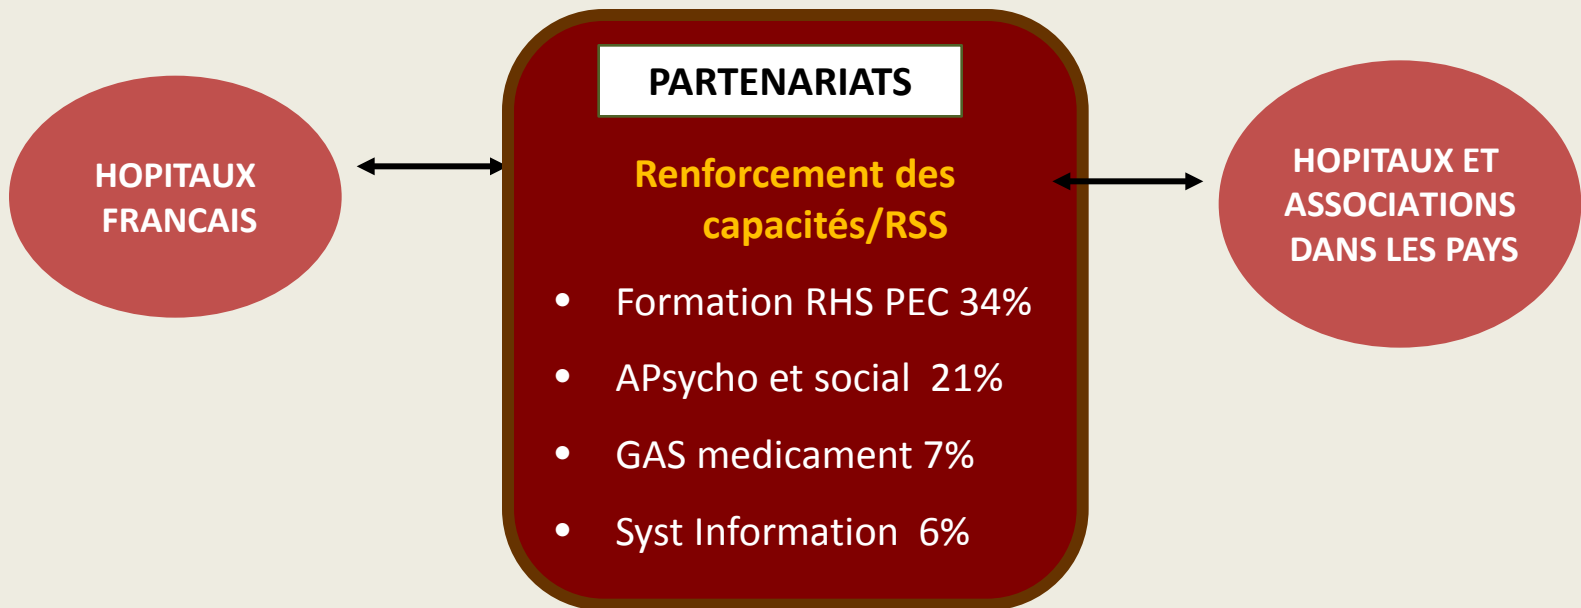 PARTENARIATS
HOPITAUX
FRANCAIS
Renforcement des
capacités/RSS
• Formation RHS PEC 34%
• APsycho et social 21%
• GAS medicament 7%
• Syst Information 6%
HOPITAUX ET
ASSOCIATIONS
DANS LES PAYS